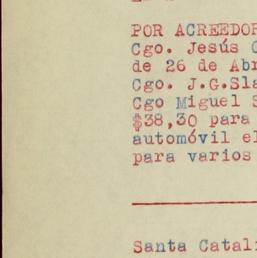 POR ACREEDOR
Cgo. Jesús
de 26 de Abr
Cgo. J.G.Sla
Cgo Miguel S
$38,30 para
automóvil el
para varios
Santa Catali